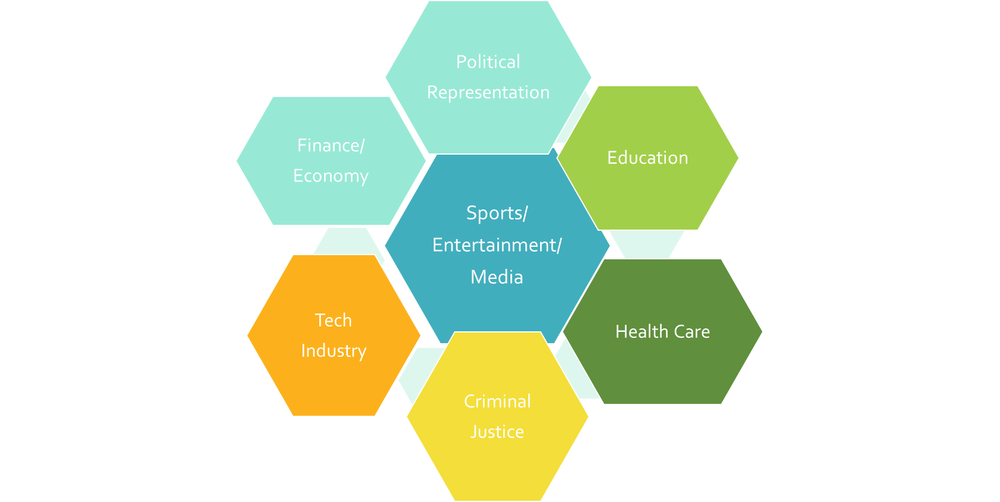 Political
Representation
Finance/
Economy
Education
Sports/
Entertainment/
Media
Tech
Industry
Health Care
Criminal
Justice